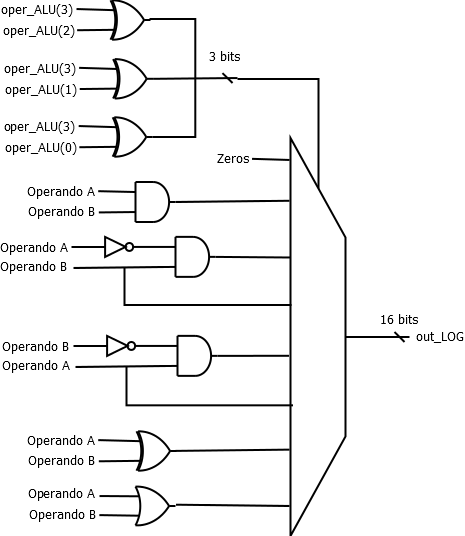 oper_ALU(3)
oper_ALU(2)
oper_ALU(3)
oper_ALU(1)
3 bits
oper_ALU(3)
oper_ALU(0)
Zeros
Operando A
Operando B
Operando A
Operando B
16 bits
out_LOG
Operando B
Operando A
Operando A
Operando B
Operando A
Operando B